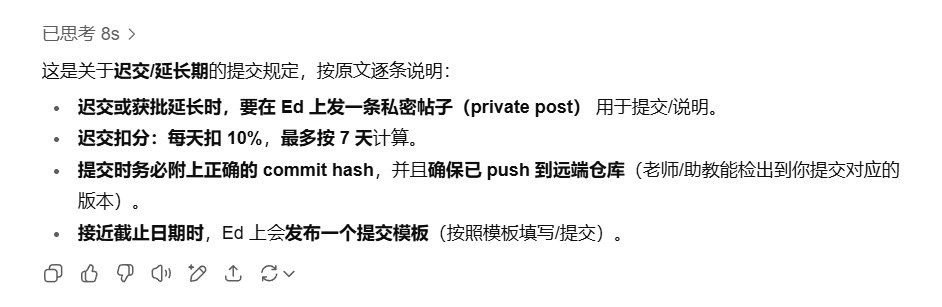 已思考 8s >
这是关于迟交/延长期的提交规定，按原文逐条说明：
• 迟交或获批延长时，要在 Ed 上发一条私密帖子（private post） 用于提交/说明。
• 迟交扣分：每天扣 10%，最多按 7 天计算。
• 提交时务必附上正确的 commit hash，并且确保已 push 到远端仓库（老师/助教能检出到你提交对应的
版本）。
• 接近截止日期时，Ed 上会发布一个提交模板（按照模板填写/提交）。